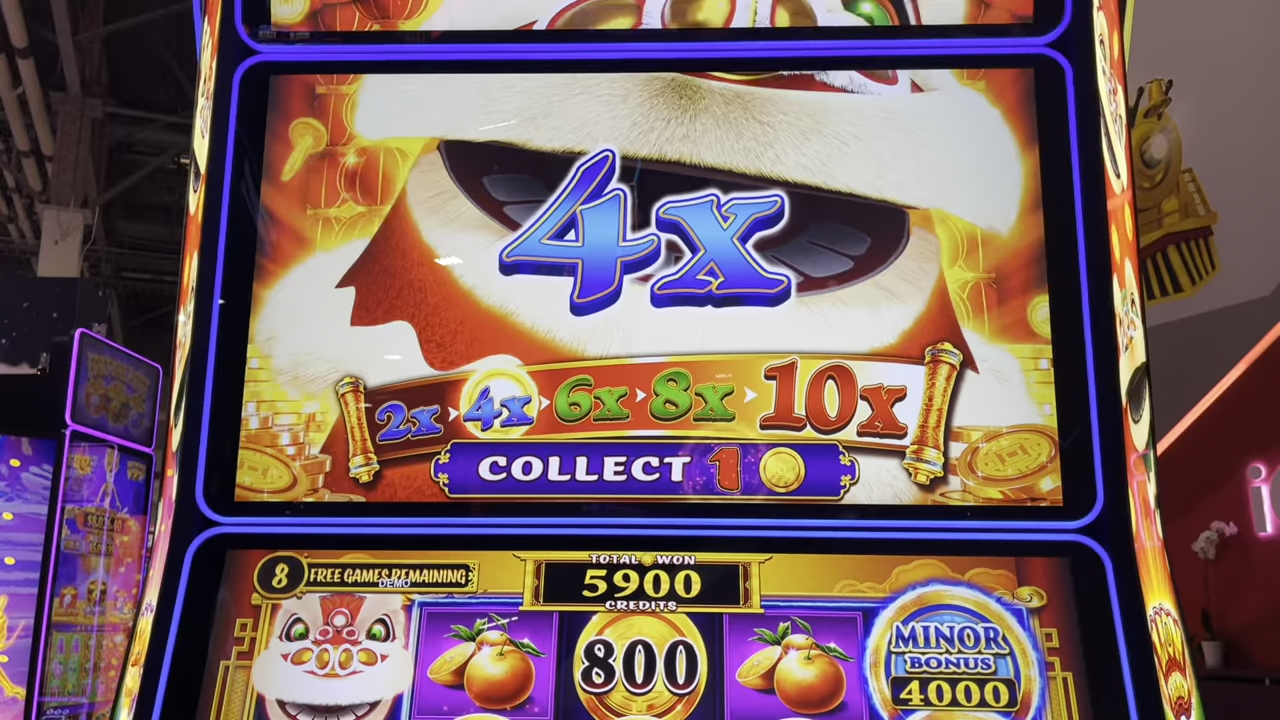 4x
2x 4x 6x 8x 10x
COLLECT 1
8 FREE GAMES REMAINING
DEMO
TOTAL WON
5900
CREDITS
800
MINOR
BONUS
4000